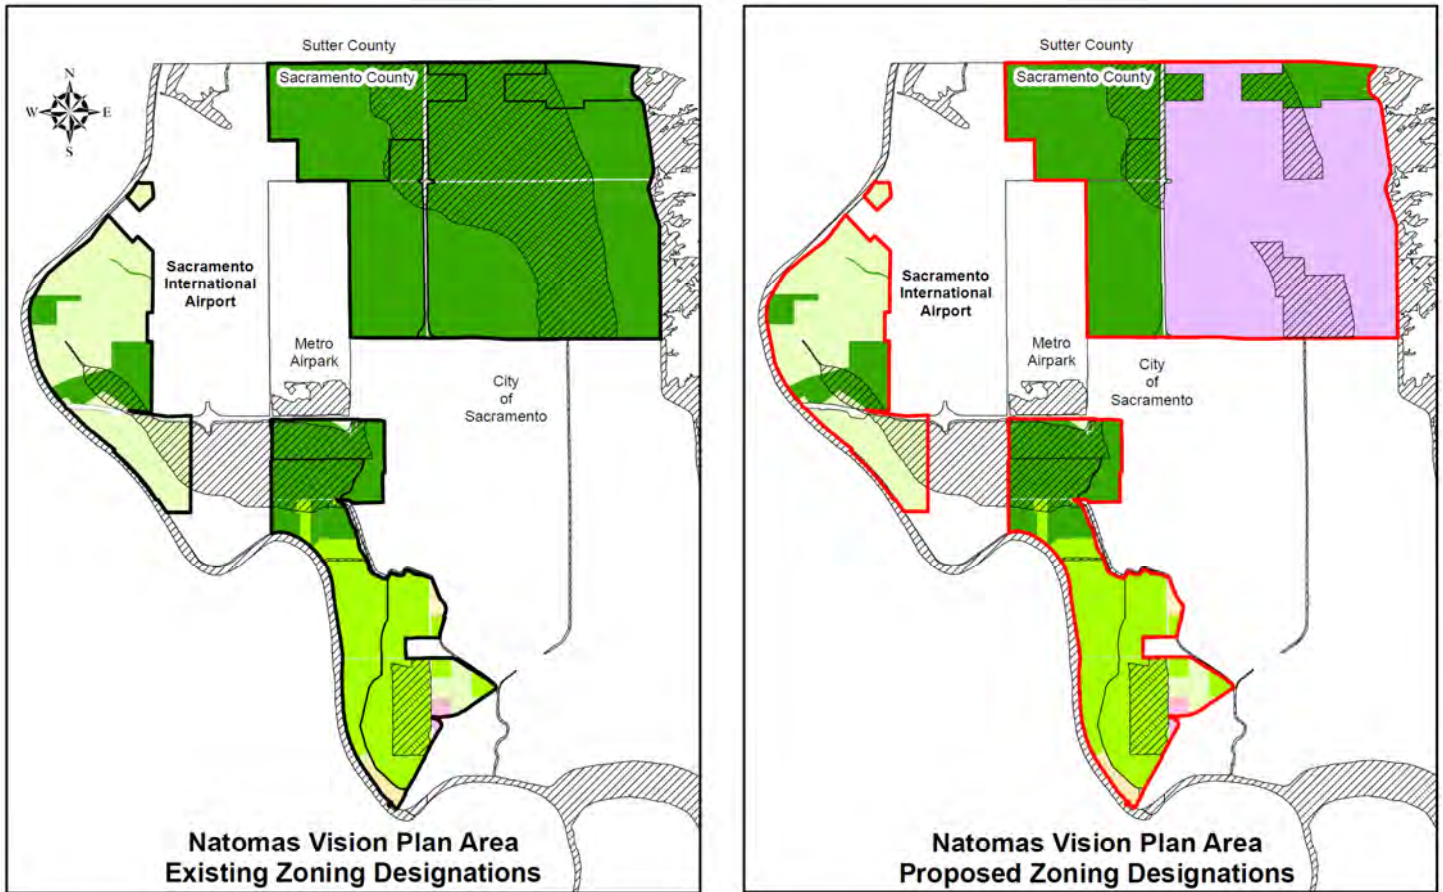 Sutter County
Sacramento County
N
W E
S
Sacramento
International
Airport
Metro
Airpark
City
of
Sacramento
Natomas Vision Plan Area
Existing Zoning Designations
Sutter County
Sacramento County
Sacramento
International
Airport
Metro
Airpark
City
of
Sacramento
Natomas Vision Plan Area
Proposed Zoning Designations